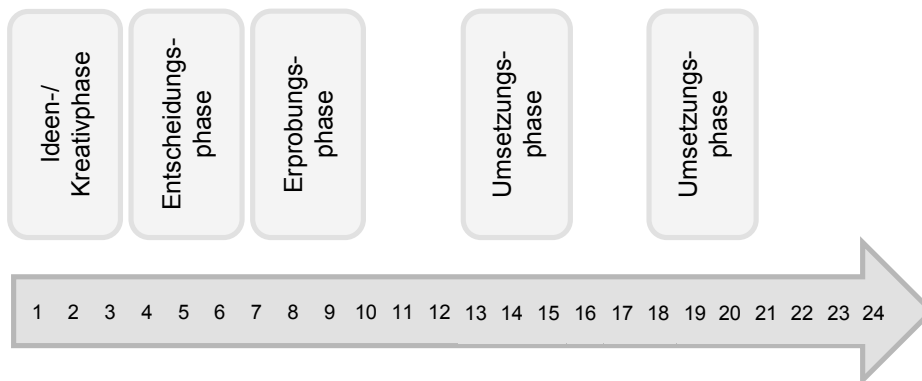 Ideen-/
Kreativphase
Entscheidungs-
phase
Erprobungs-
phase
Umsetzungs-
phase
Umsetzungs-
phase
1 2 3 4 5 6 7 8 9 10 11 12 13 14 15 16 17 18 19 20 21 22 23 24